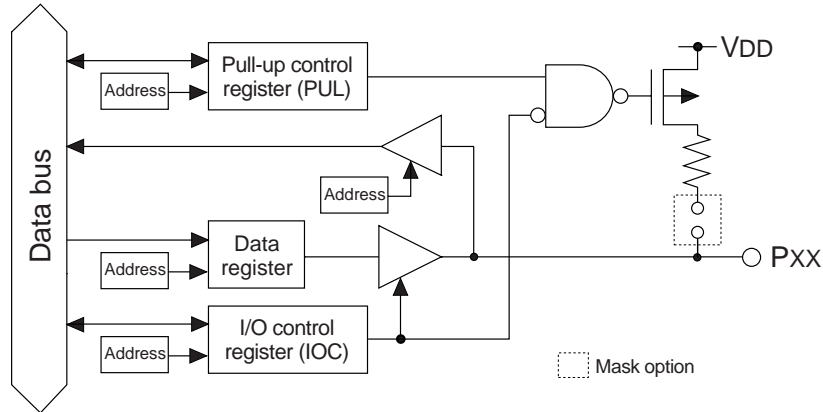 VDD
Pull-up control
register (PUL)
Address
Address
Data bus
Data
register
Address
PXX
I/O control
register (IOC)
Address
Mask option